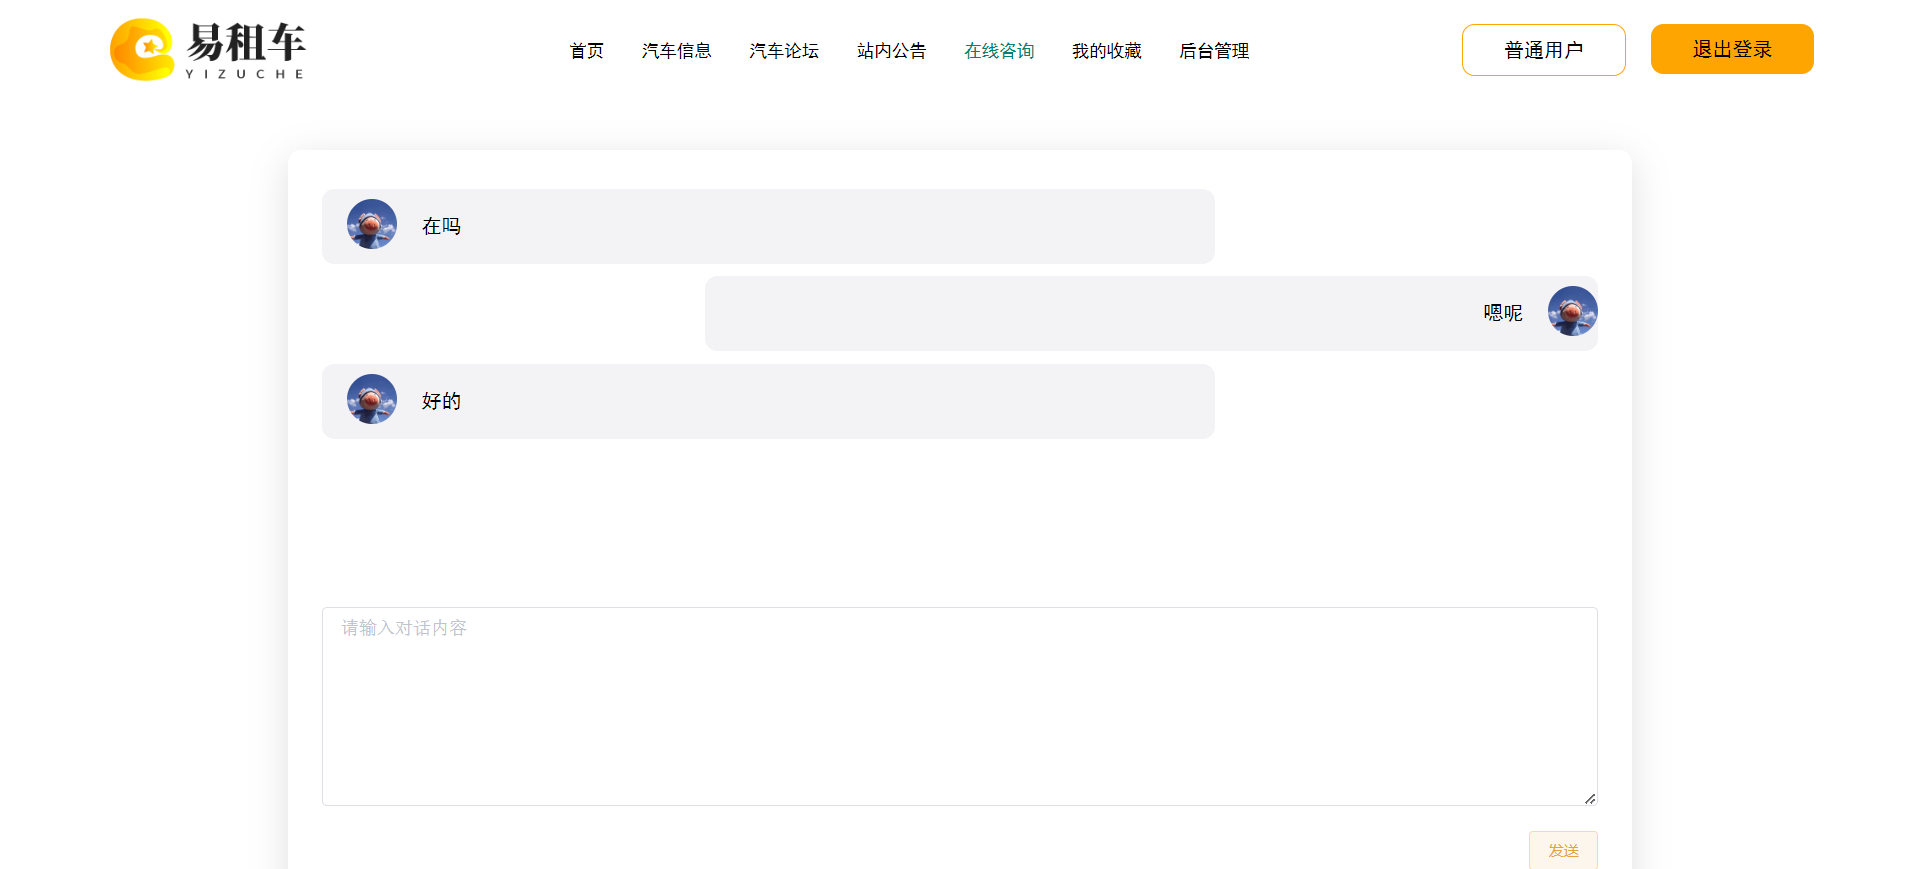 易租车
YIZUCHE
首页 汽车信息 汽车论坛 站内公告 在线咨询 我的收藏 后台管理
普通用户 退出登录
在吗
嗯呢
好的
请输入对话内容
发送